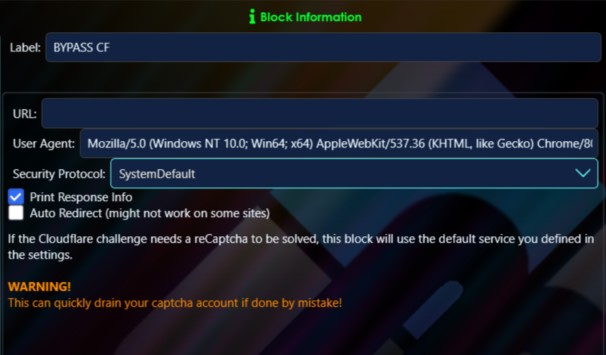 Block Information
Label: BYPASS CF
URL:
User Agent: Mozilla/5.0 (Windows NT 10.0; Win64; x64) AppleWebKit/537.36 (KHTML, like Gecko) Chrome/80
Security Protocol: SystemDefault
Print Response Info
Auto Redirect (might not work on some sites)
If the Cloudflare challenge needs a reCaptcha to be solved, this block will use the default service you defined in
the settings.
WARNING!
This can quickly drain your captcha account if done by mistake!